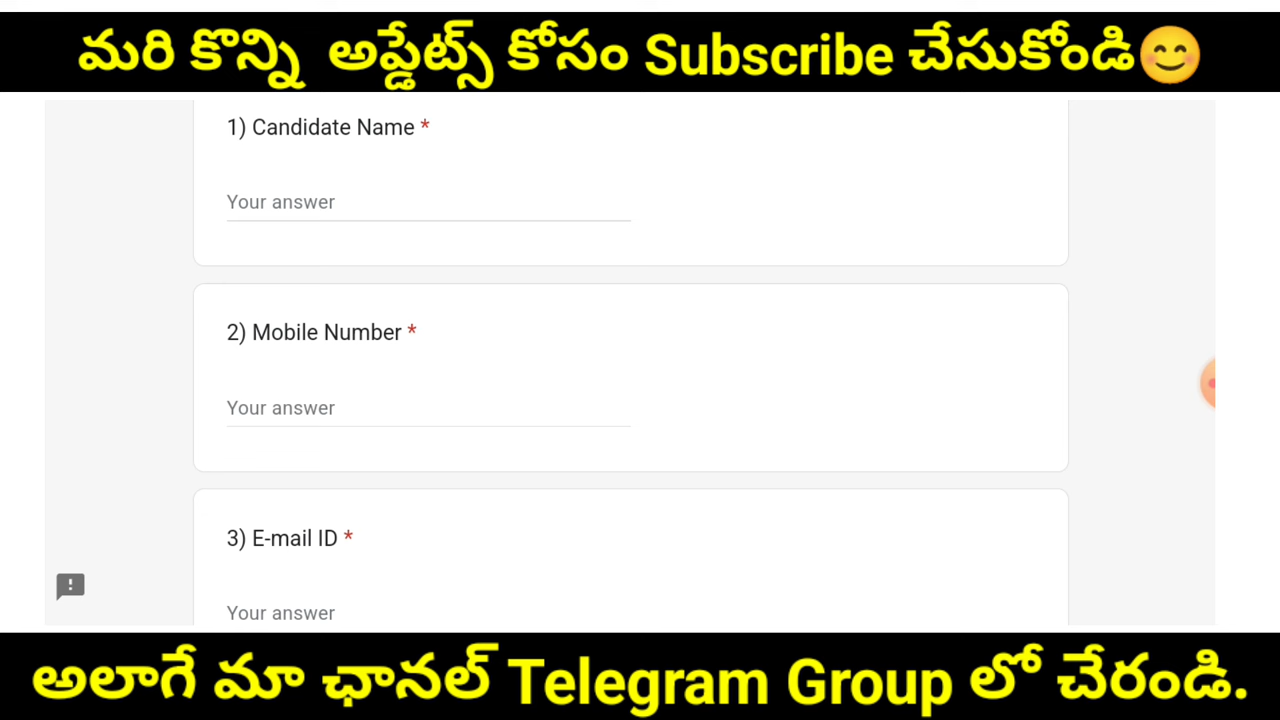 మరి కొన్ని అప్డేట్స్ కోసం Subscribe చేసుకోండి😊
1) Candidate Name *
Your answer
2) Mobile Number *
Your answer
3) E-mail ID *
Your answer
అలాగే మా ఛానల్ Telegram Group లో చేరండి.